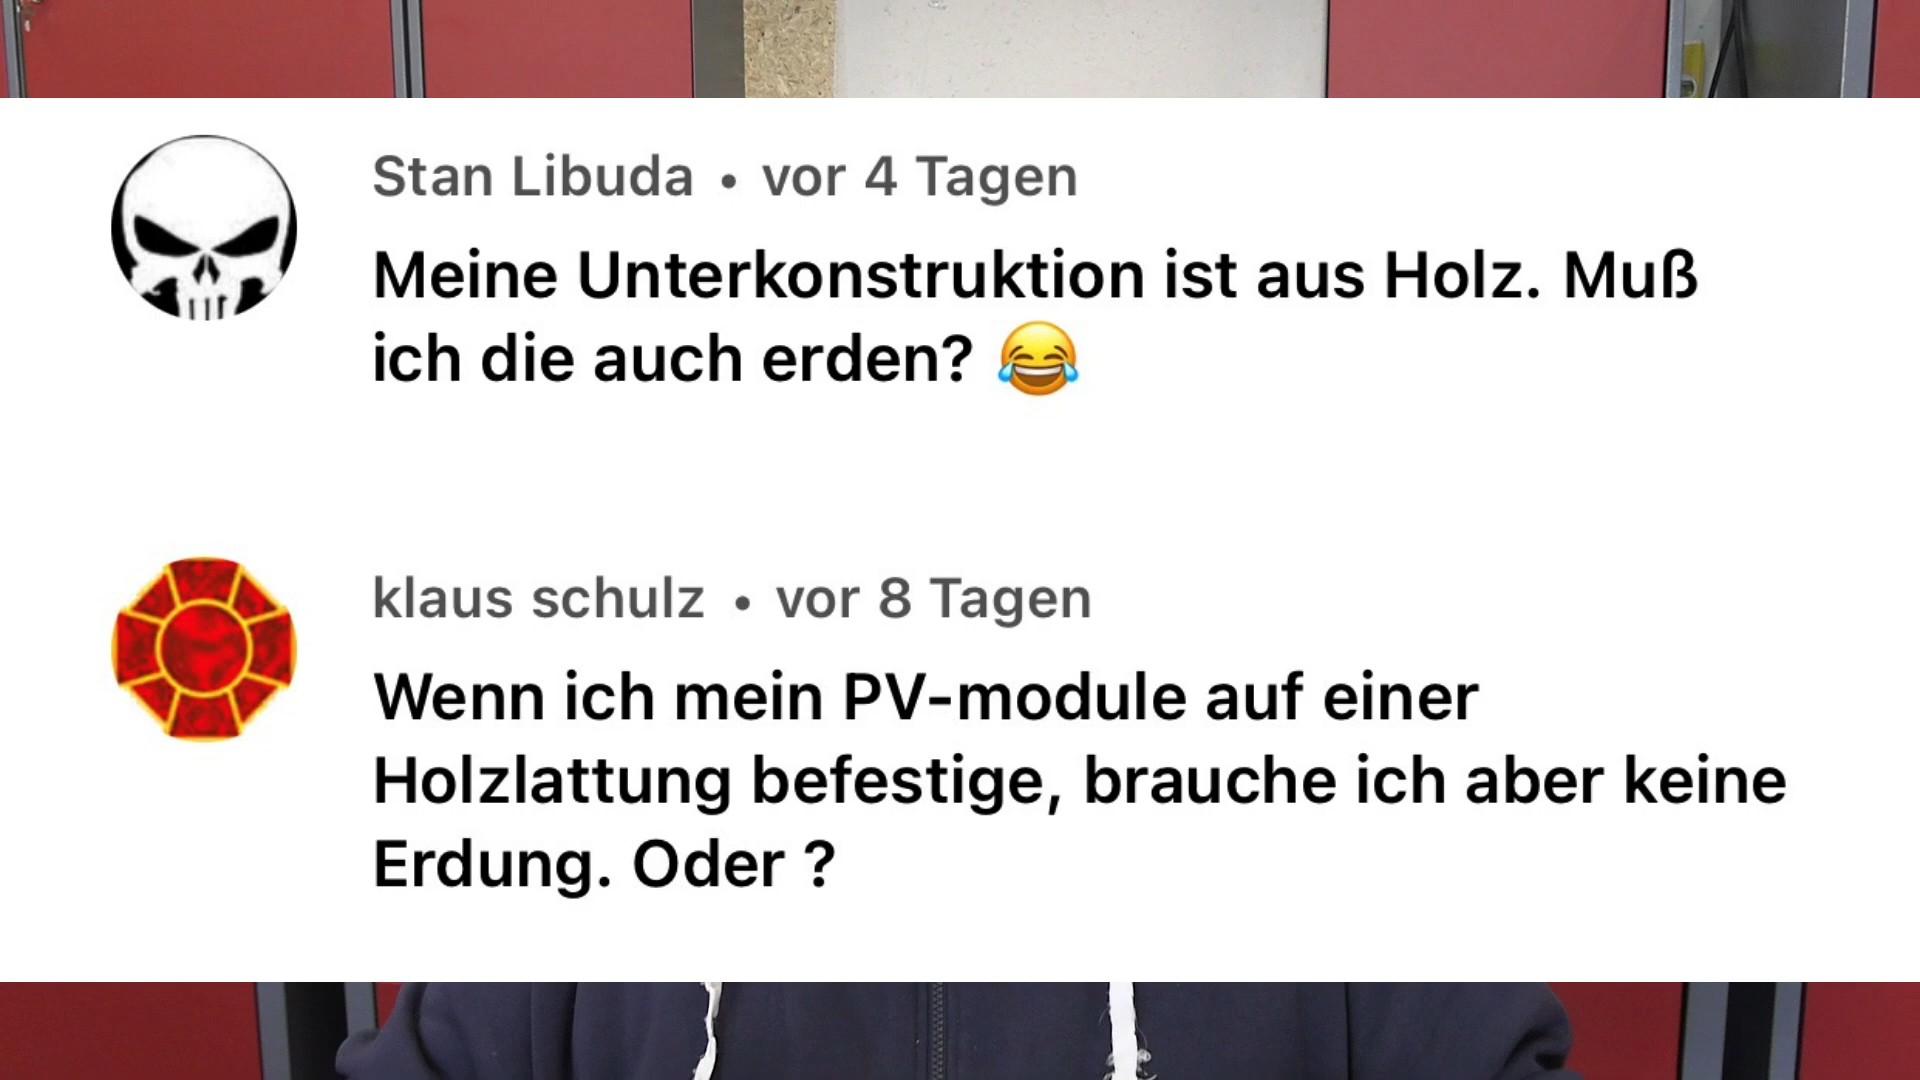 Stan Libuda • vor 4 Tagen
Meine Unterkonstruktion ist aus Holz. Muß
ich die auch erden? 😂
klaus schulz • vor 8 Tagen
Wenn ich mein PV-module auf einer
Holzlattung befestige, brauche ich aber keine
Erdung. Oder ?